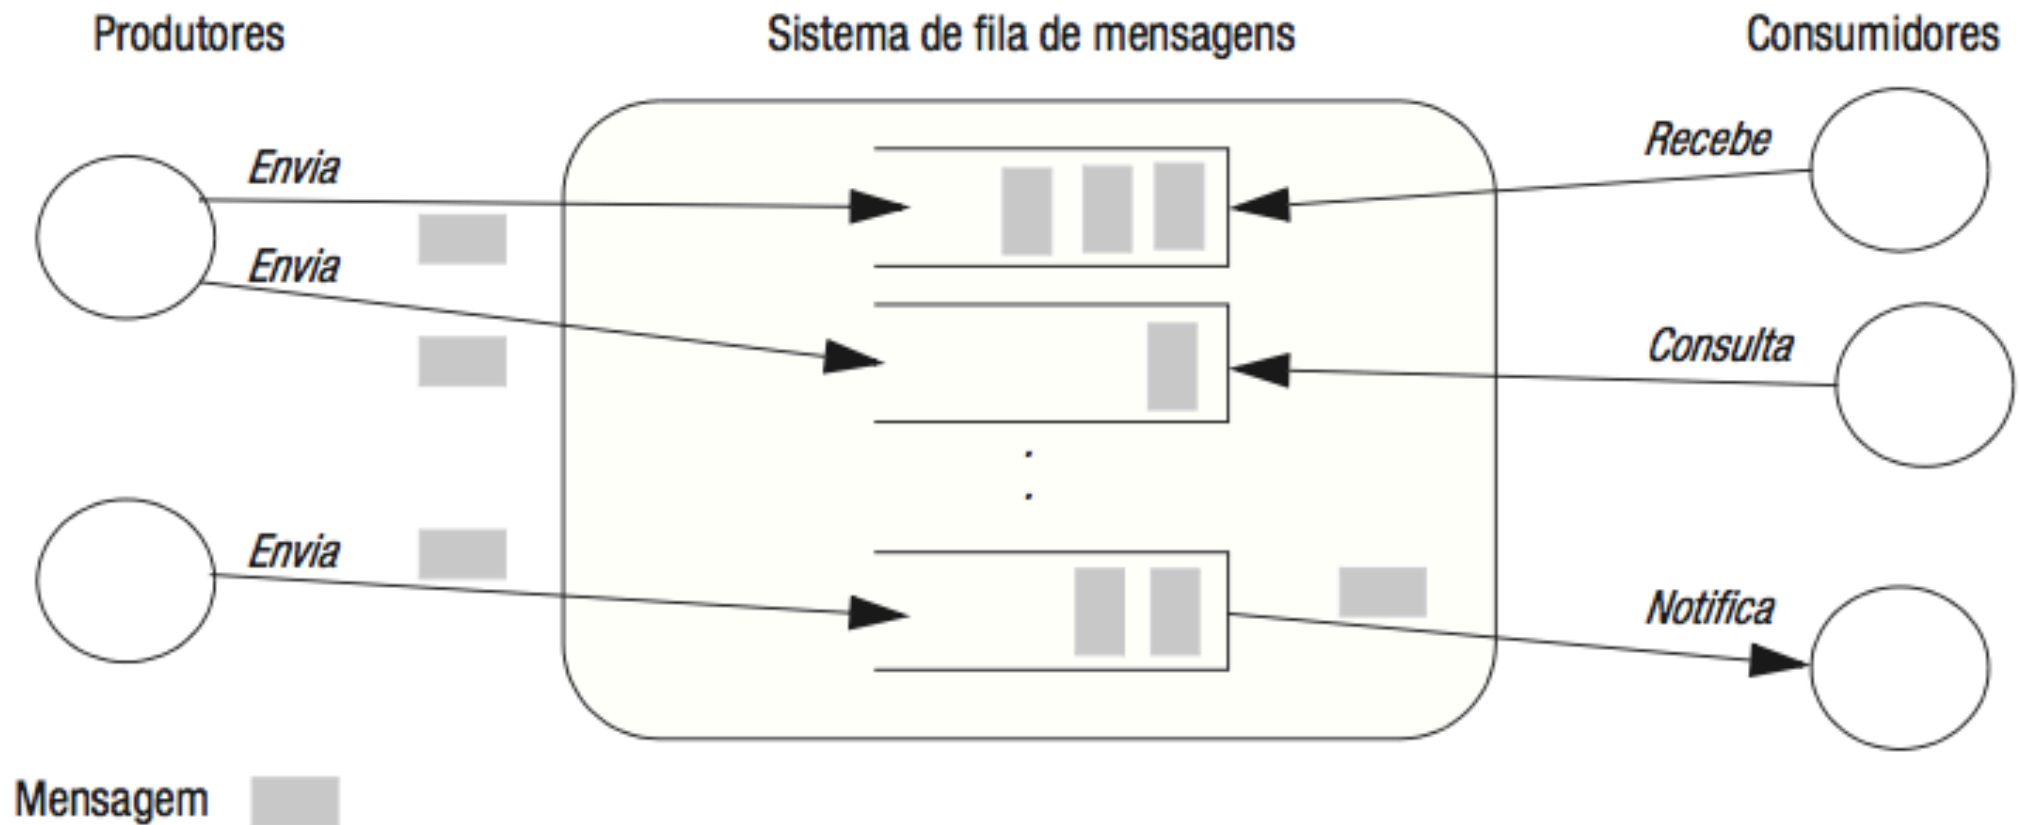 Produtores
Sistema de fila de mensagens
Consumidores
Envia
Recebe
Envia
Consulta
Envia
Notifica
Mensagem